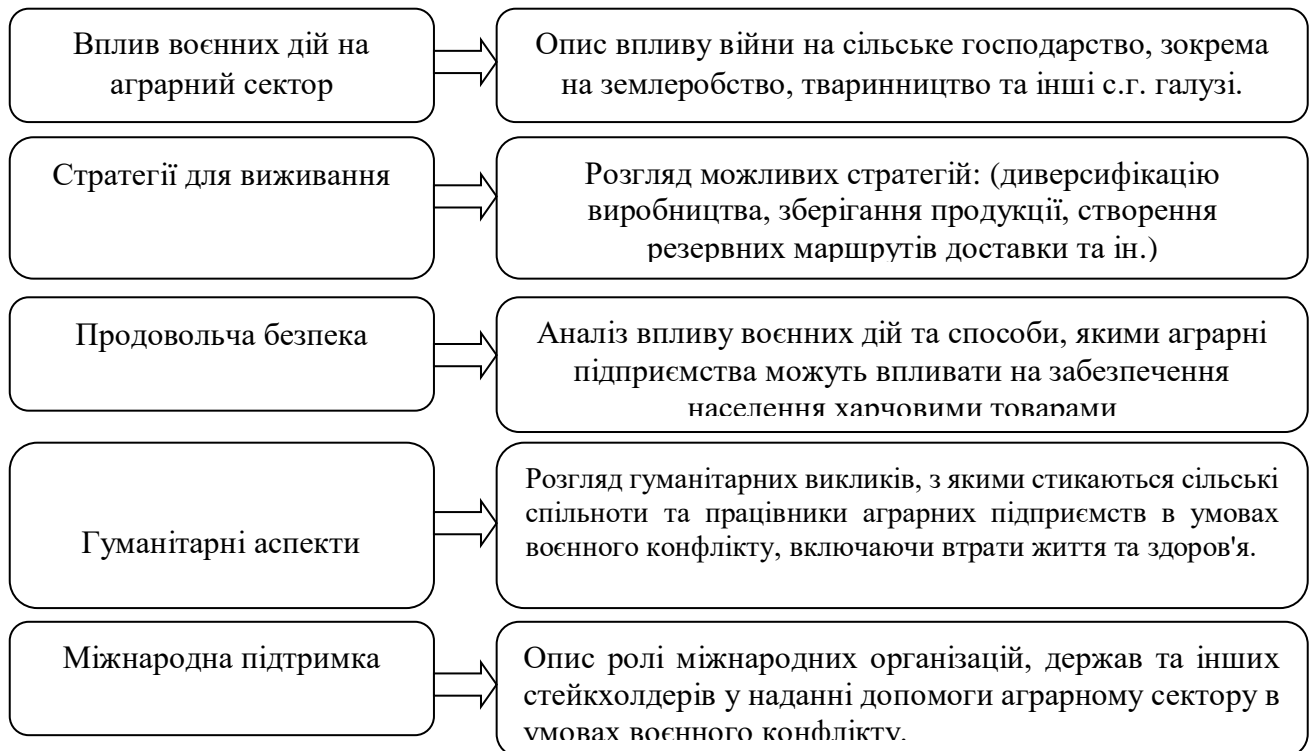 Вплив воєнних дій на
аграрний сектор
Опис впливу війни на сільське господарство, зокрема
на землеробство, тваринництво та інші с.г. галузі.
Стратегії для виживання
Розгляд можливих стратегій: (диверсифікацію
виробництва, зберігання продукції, створення
резервних маршрутів доставки та ін.)
Продовольча безпека
Аналіз впливу воєнних дій та способи, якими аграрні
підприємства можуть впливати на забезпечення
населення харчовими товарами
Гуманітарні аспекти
Розгляд гуманітарних викликів, з якими стикаються сільські
спільноти та працівники аграрних підприємств в умовах
воєнного конфлікту, включаючи втрати життя та здоров'я.
Міжнародна підтримка
Опис ролі міжнародних організацій, держав та інших
стейкхолдерів у наданні допомоги аграрному сектору в
умовах воєнного конфлікту.